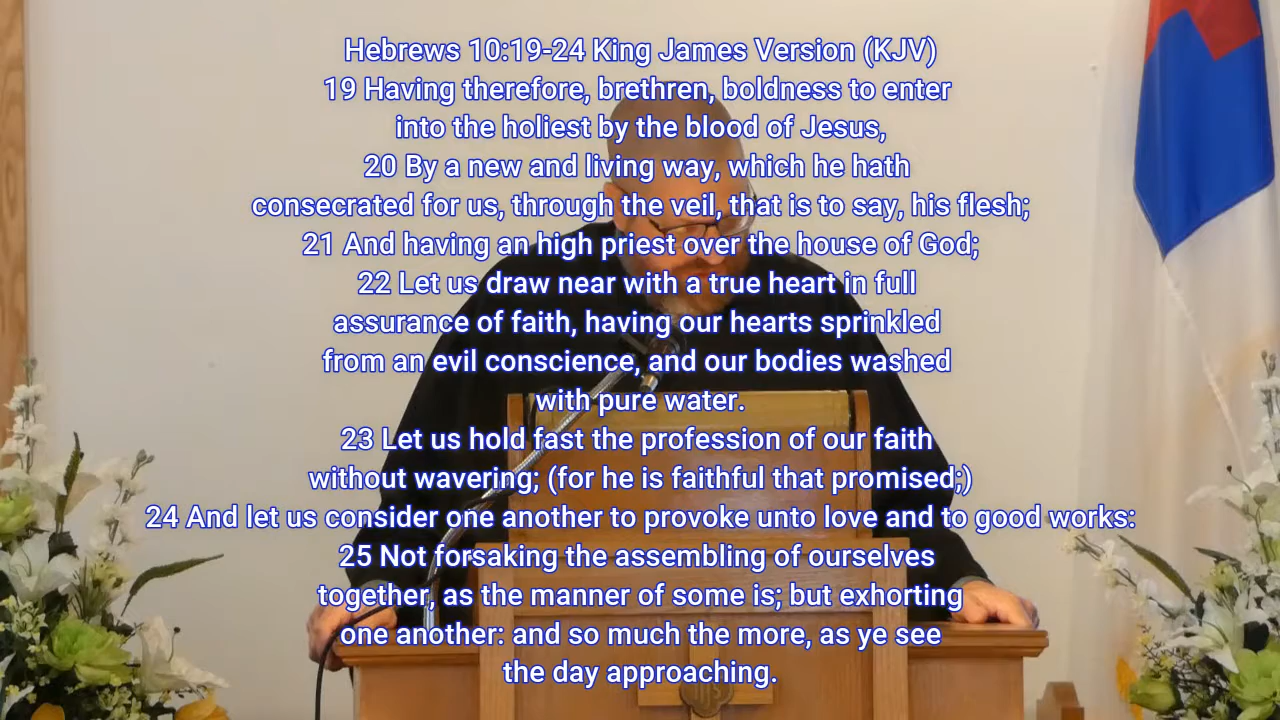 Hebrews 10:19-24 King James Version (KJV)
19 Having therefore, brethren, boldness to enter
into the holiest by the blood of Jesus,
20 By a new and living way, which he hath
consecrated for us, through the veil, that is to say, his flesh;
21 And having an high priest over the house of God;
22 Let us draw near with a true heart in full
assurance of faith, having our hearts sprinkled
from an evil conscience, and our bodies washed
with pure water.
23 Let us hold fast the profession of our faith
without wavering; (for he is faithful that promised;)
24 And let us consider one another to provoke unto love and to good works:
25 Not forsaking the assembling of ourselves
together, as the manner of some is; but exhorting
one another: and so much the more, as ye see
the day approaching.